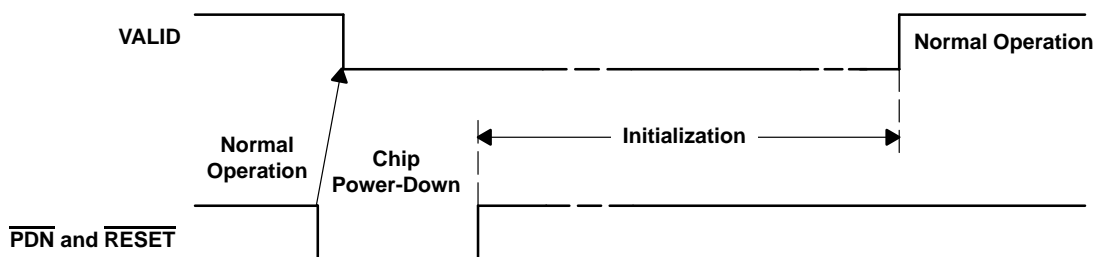 VALID
Normal Operation
Initialization
Normal
Operation
Chip
Power-Down
PDN and RESET